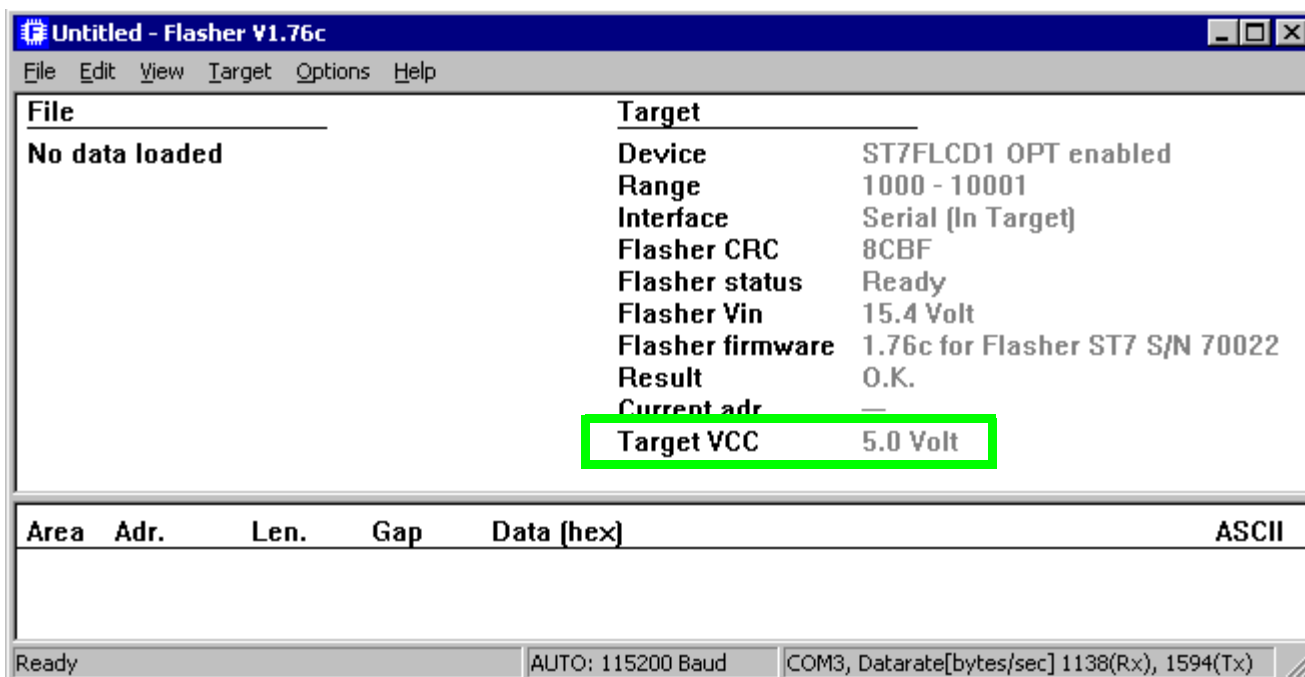 Untitled - Flasher V1.76c
File Edit View Target Options Help
File
No data loaded
Target
Device ST7FLCD1 OPT enabled
Range 1000 - 10001
Interface Serial (In Target)
Flasher CRC 8CBF
Flasher status Ready
Flasher Vin 15.4 Volt
Flasher firmware 1.76c for Flasher ST7 S/N 70022
Result O.K.
Current adr —
Target VCC 5.0 Volt
Area Adr. Len. Gap Data (hex) ASCII
Ready AUTO: 115200 Baud COM3, Datarate[bytes/sec] 1138(Rx), 1594(Tx)